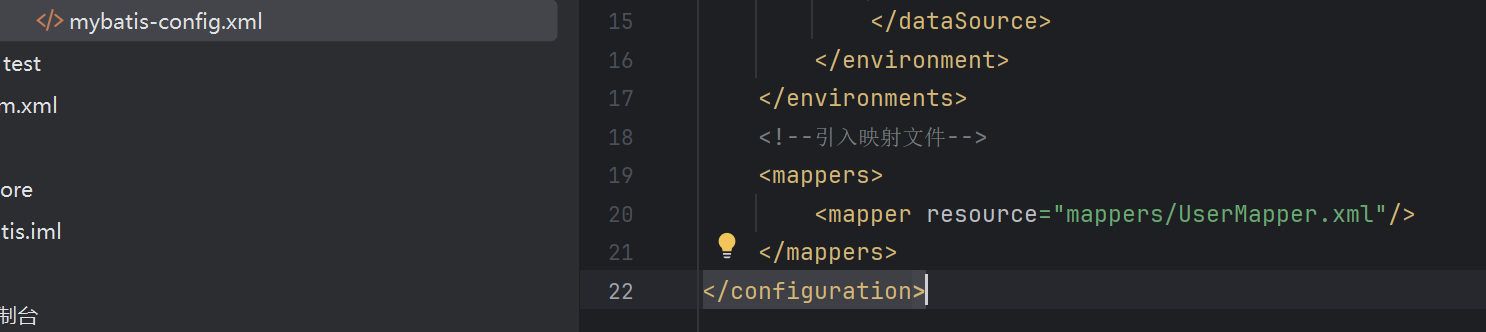 mybatis-config.xml
test
m.xml
ore
tis.iml
制台
15 </dataSource>
16 </environment>
17 </environments>
18 <!--引入映射文件-->
19 <mappers>
20 <mapper resource="mappers/UserMapper.xml"/>
21 </mappers>
22 </configuration>